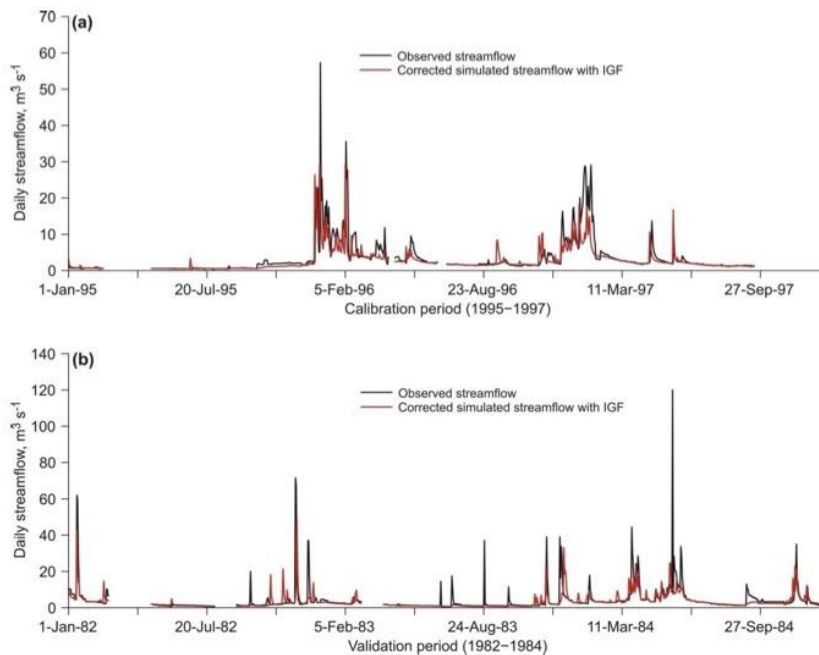 (a)
Observed streamflow
Corrected simulated streamflow with IGF
Daily streamflow, m³ s⁻¹
70
60
50
40
30
20
10
0
1-Jan-95 20-Jul-95 5-Feb-96 23-Aug-96 11-Mar-97 27-Sep-97
Calibration period (1995−1997)
(b)
Observed streamflow
Corrected simulated streamflow with IGF
Daily streamflow, m³ s⁻¹
140
120
100
80
60
40
20
0
1-Jan-82 20-Jul-82 5-Feb-83 24-Aug-83 11-Mar-84 27-Sep-84
Validation period (1982−1984)